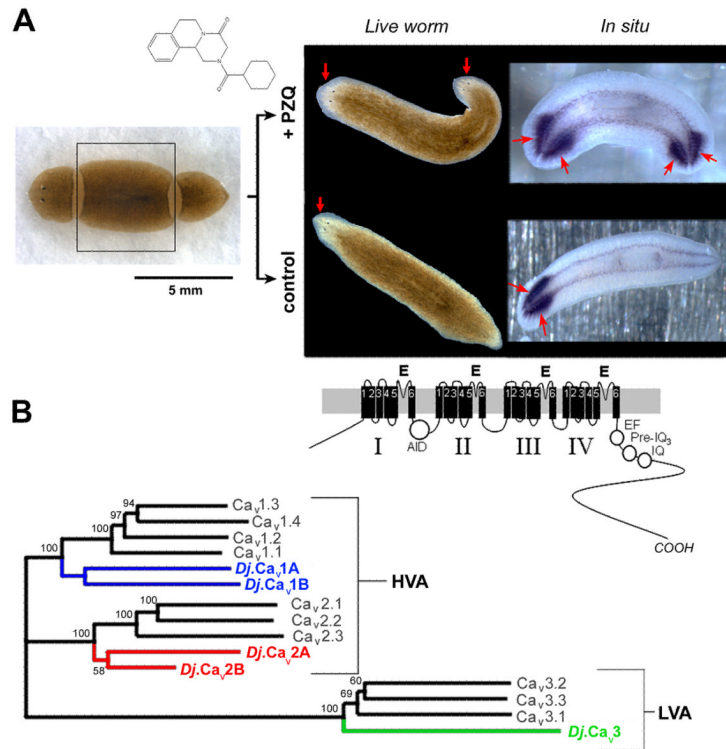 A
Live worm
In situ
O
N
O
+ PZQ
control
5 mm
B
E E E E
1 2 3 4 5 6 1 2 3 4 5 6 1 2 3 4 5 6 1 2 3 4 5 6
I II III IV
AID
EF
Pre-IQ₃
IQ
COOH
94 Caᵥ1.3
97 Caᵥ1.4
100 Caᵥ1.2
Caᵥ1.1
100 Dj.Caᵥ1A
Dj.Caᵥ1B
HVA
100 Caᵥ2.1
100 Caᵥ2.2
Caᵥ2.3
100 Dj.Caᵥ2A
58 Dj.Caᵥ2B
60 Caᵥ3.2
69 Caᵥ3.3
100 Caᵥ3.1
Dj.Caᵥ3
LVA